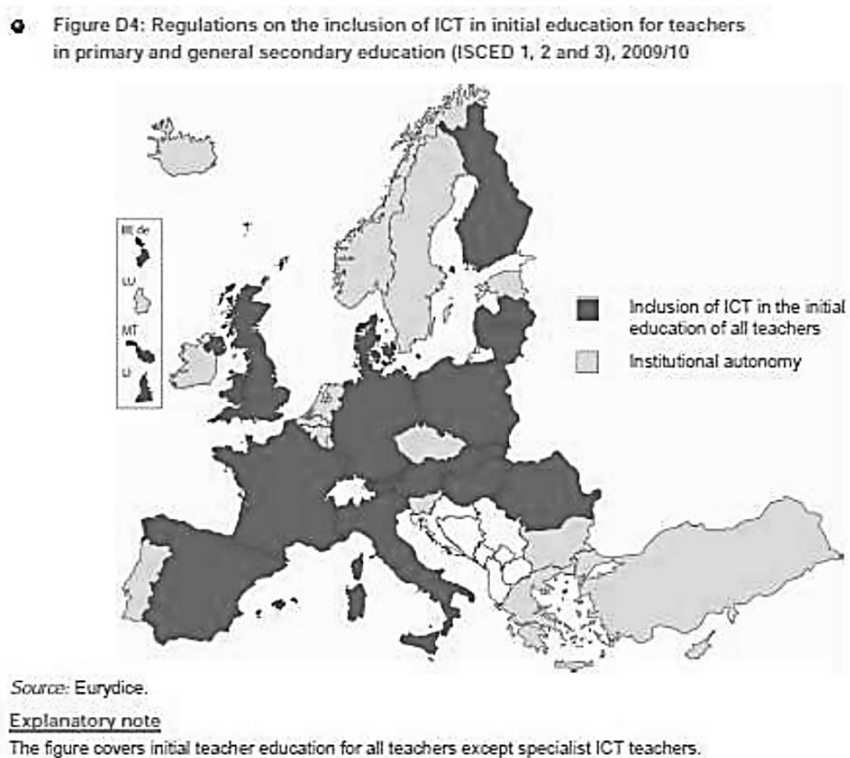 Figure D4: Regulations on the inclusion of ICT in initial education for teachers
in primary and general secondary education (ISCED 1, 2 and 3), 2009/10
BE de
LU
MT
LI
Inclusion of ICT in the initial
education of all teachers
Institutional autonomy
Source: Eurydice.
Explanatory note
The figure covers initial teacher education for all teachers except specialist ICT teachers.